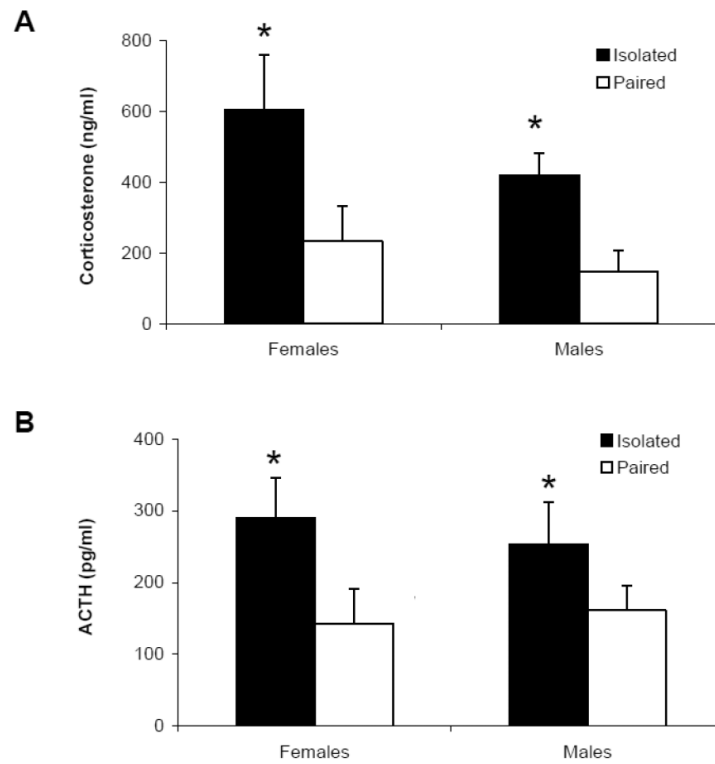 A
Corticosterone (ng/ml)
800
600
400
200
0
*
*
Isolated
Paired
Females
Males
B
ACTH (pg/ml)
400
300
200
100
0
*
*
Isolated
Paired
Females
Males